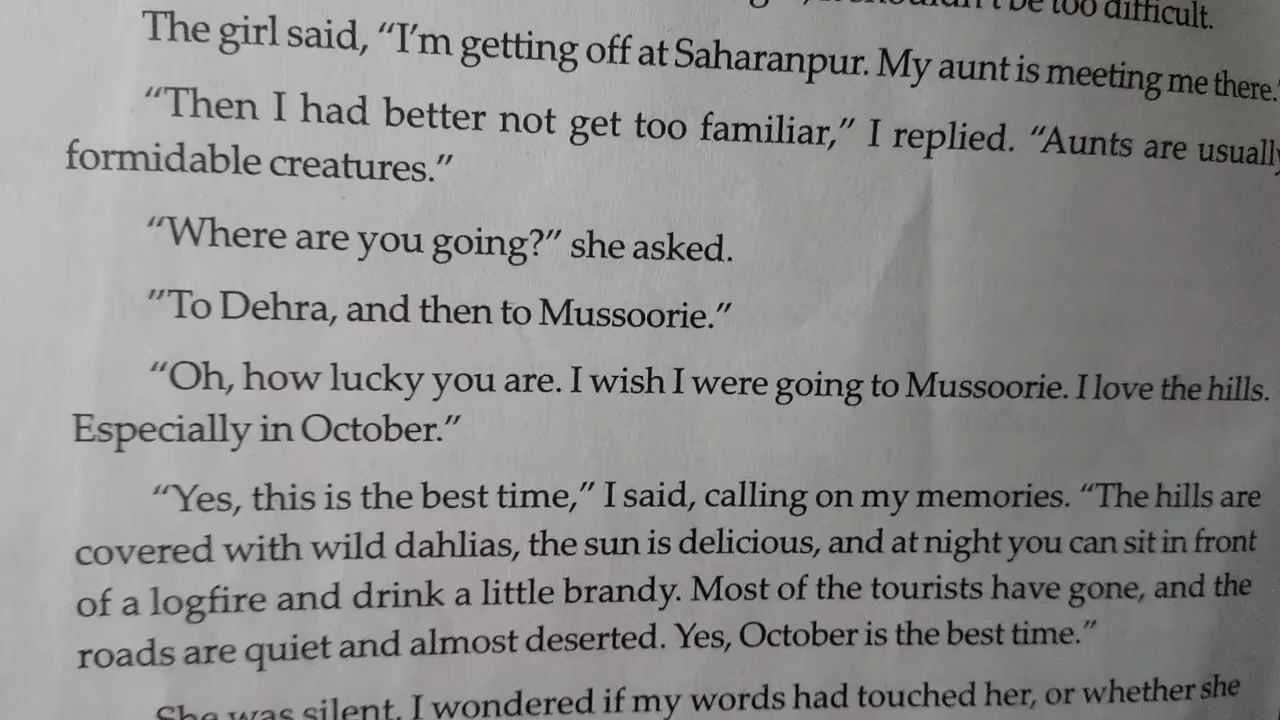 be too difficult.
The girl said, “I’m getting off at Saharanpur. My aunt is meeting me there.”
“Then I had better not get too familiar,” I replied. “Aunts are usually
formidable creatures.”
“Where are you going?” she asked.
”To Dehra, and then to Mussoorie.”
“Oh, how lucky you are. I wish I were going to Mussoorie. I love the hills.
Especially in October.”
“Yes, this is the best time,” I said, calling on my memories. “The hills are
covered with wild dahlias, the sun is delicious, and at night you can sit in front
of a logfire and drink a little brandy. Most of the tourists have gone, and the
roads are quiet and almost deserted. Yes, October is the best time.”
She was silent. I wondered if my words had touched her, or whether she